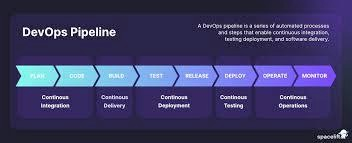 DevOps Pipeline
A DevOps pipeline is a series of automated processes
and steps that enable continuous integration,
testing deployment, and software delivery.
PLAN
CODE
BUILD
TEST
RELEASE
DEPLOY
OPERATE
MONITOR
Continous
Integration
Continous
Delivery
Continous
Deployment
Continous
Testing
Continous
Operations
spacelift